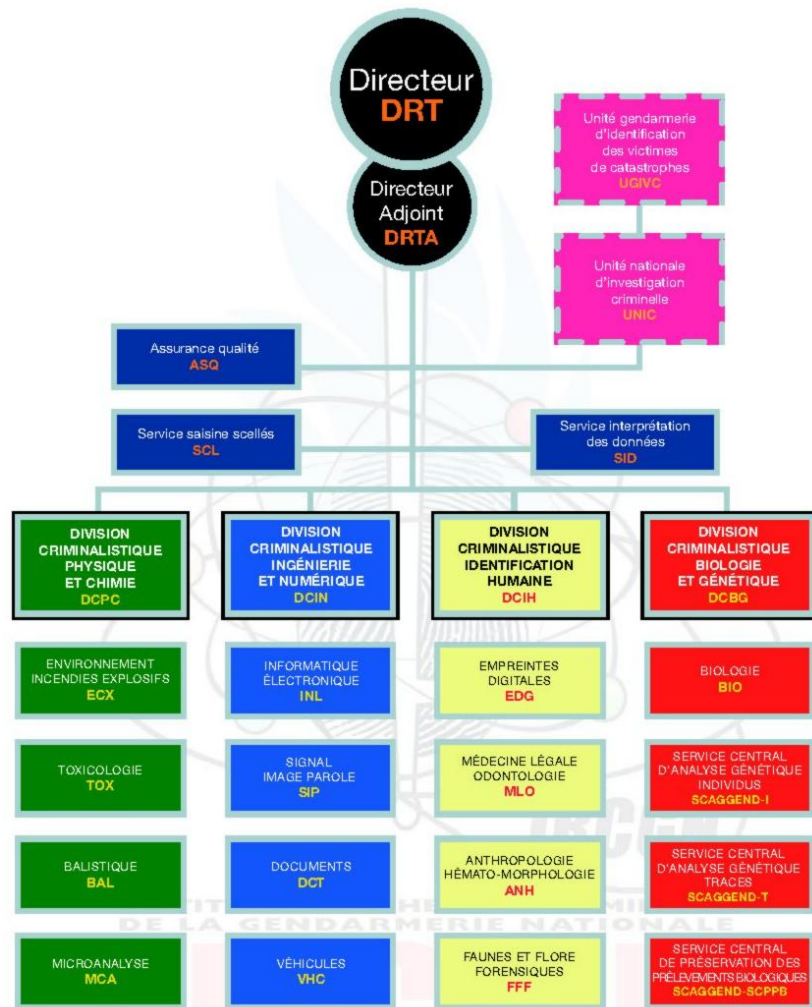 Directeur
DRT
Directeur
Adjoint
DRTA
Unité gendarmerie
d'identification
des victimes
de catastrophes
UGIVC
Unité nationale
d'investigation
criminelle
UNIC
Assurance qualité
ASQ
Service saisine scellés
SCL
Service interprétation
des données
SID
DIVISION
CRIMINALISTIQUE
PHYSIQUE
ET CHIMIE
DCPC
DIVISION
CRIMINALISTIQUE
INGÉNIERIE
ET NUMÉRIQUE
DCIN
DIVISION
CRIMINALISTIQUE
IDENTIFICATION
HUMAINE
DCIH
DIVISION
CRIMINALISTIQUE
BIOLOGIE
ET GÉNÉTIQUE
DCBG
ENVIRONNEMENT
INCENDIES EXPLOSIFS
ECX
INFORMATIQUE
ÉLECTRONIQUE
INL
EMPREINTES
DIGITALES
EDG
BIOLOGIE
BIO
TOXICOLOGIE
TOX
SIGNAL
IMAGE PAROLE
SIP
MÉDECINE LÉGALE
ODONTOLOGIE
MLO
SERVICE CENTRAL
D'ANALYSE GÉNÉTIQUE
INDIVIDUS
SCAGGEND-I
BALISTIQUE
BAL
DOCUMENTS
DCT
ANTHROPOLOGIE
HÉMATO-MORPHOLOGIE
ANH
SERVICE CENTRAL
D'ANALYSE GÉNÉTIQUE
TRACES
SCAGGEND-T
DE LA GENDARMERIE NATIONALE
MICROANALYSE
MCA
VÉHICULES
VHC
FAUNES ET FLORE
FORENSIQUES
FFF
SERVICE CENTRAL
DE PRÉSERVATION DES
PRÉLEVEMENTS BIOLOGIQUES
SCAGGEND-SCPPB